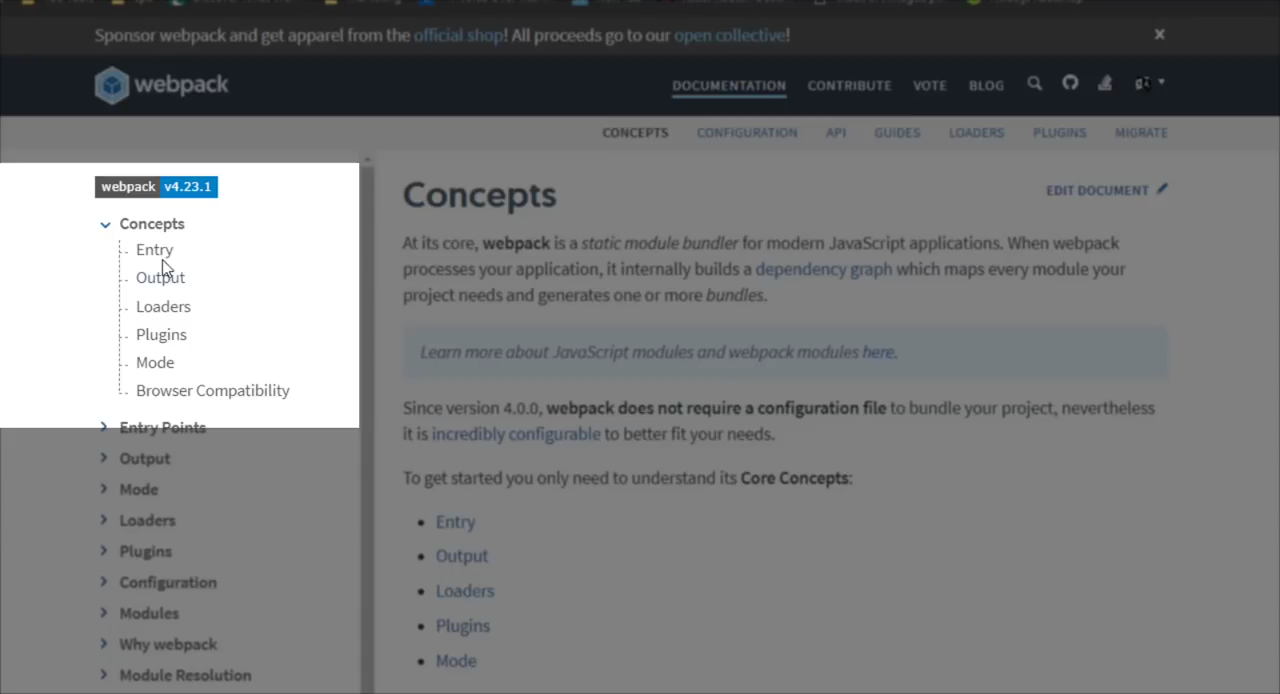 Sponsor webpack and get apparel from the official shop! All proceeds go to our open collective! x
webpack
DOCUMENTATION CONTRIBUTE VOTE BLOG
CONCEPTS CONFIGURATION API GUIDES LOADERS PLUGINS MIGRATE
webpack v4.23.1
Concepts
Entry
Output
Loaders
Plugins
Mode
Browser Compatibility
Entry Points
Output
Mode
Loaders
Plugins
Configuration
Modules
Why webpack
Module Resolution
Concepts
EDIT DOCUMENT
At its core, webpack is a static module bundler for modern JavaScript applications. When webpack
processes your application, it internally builds a dependency graph which maps every module your
project needs and generates one or more bundles.
Learn more about JavaScript modules and webpack modules here.
Since version 4.0.0, webpack does not require a configuration file to bundle your project, nevertheless
it is incredibly configurable to better fit your needs.
To get started you only need to understand its Core Concepts:
• Entry
• Output
• Loaders
• Plugins
• Mode